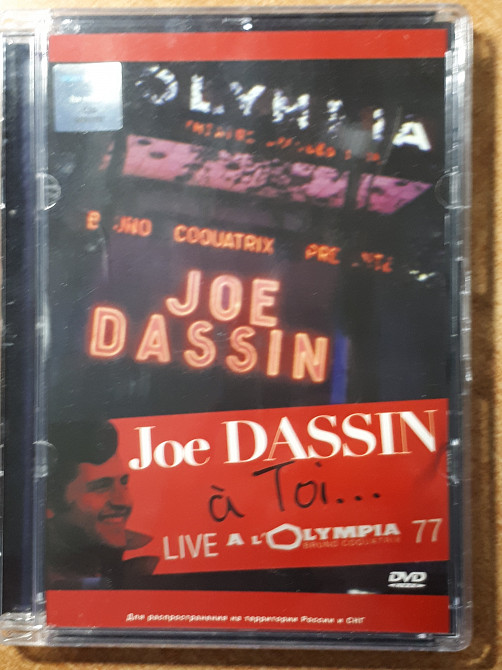 OLYMPIA
BRUNO COQUATRIX PRESENTE
JOE
DASSIN
Joe DASSIN
à Toi...
LIVE A L'OLYMPIA 77
BRUNO COQUATRIX
DVD
Для распространения на территории России и СНГ